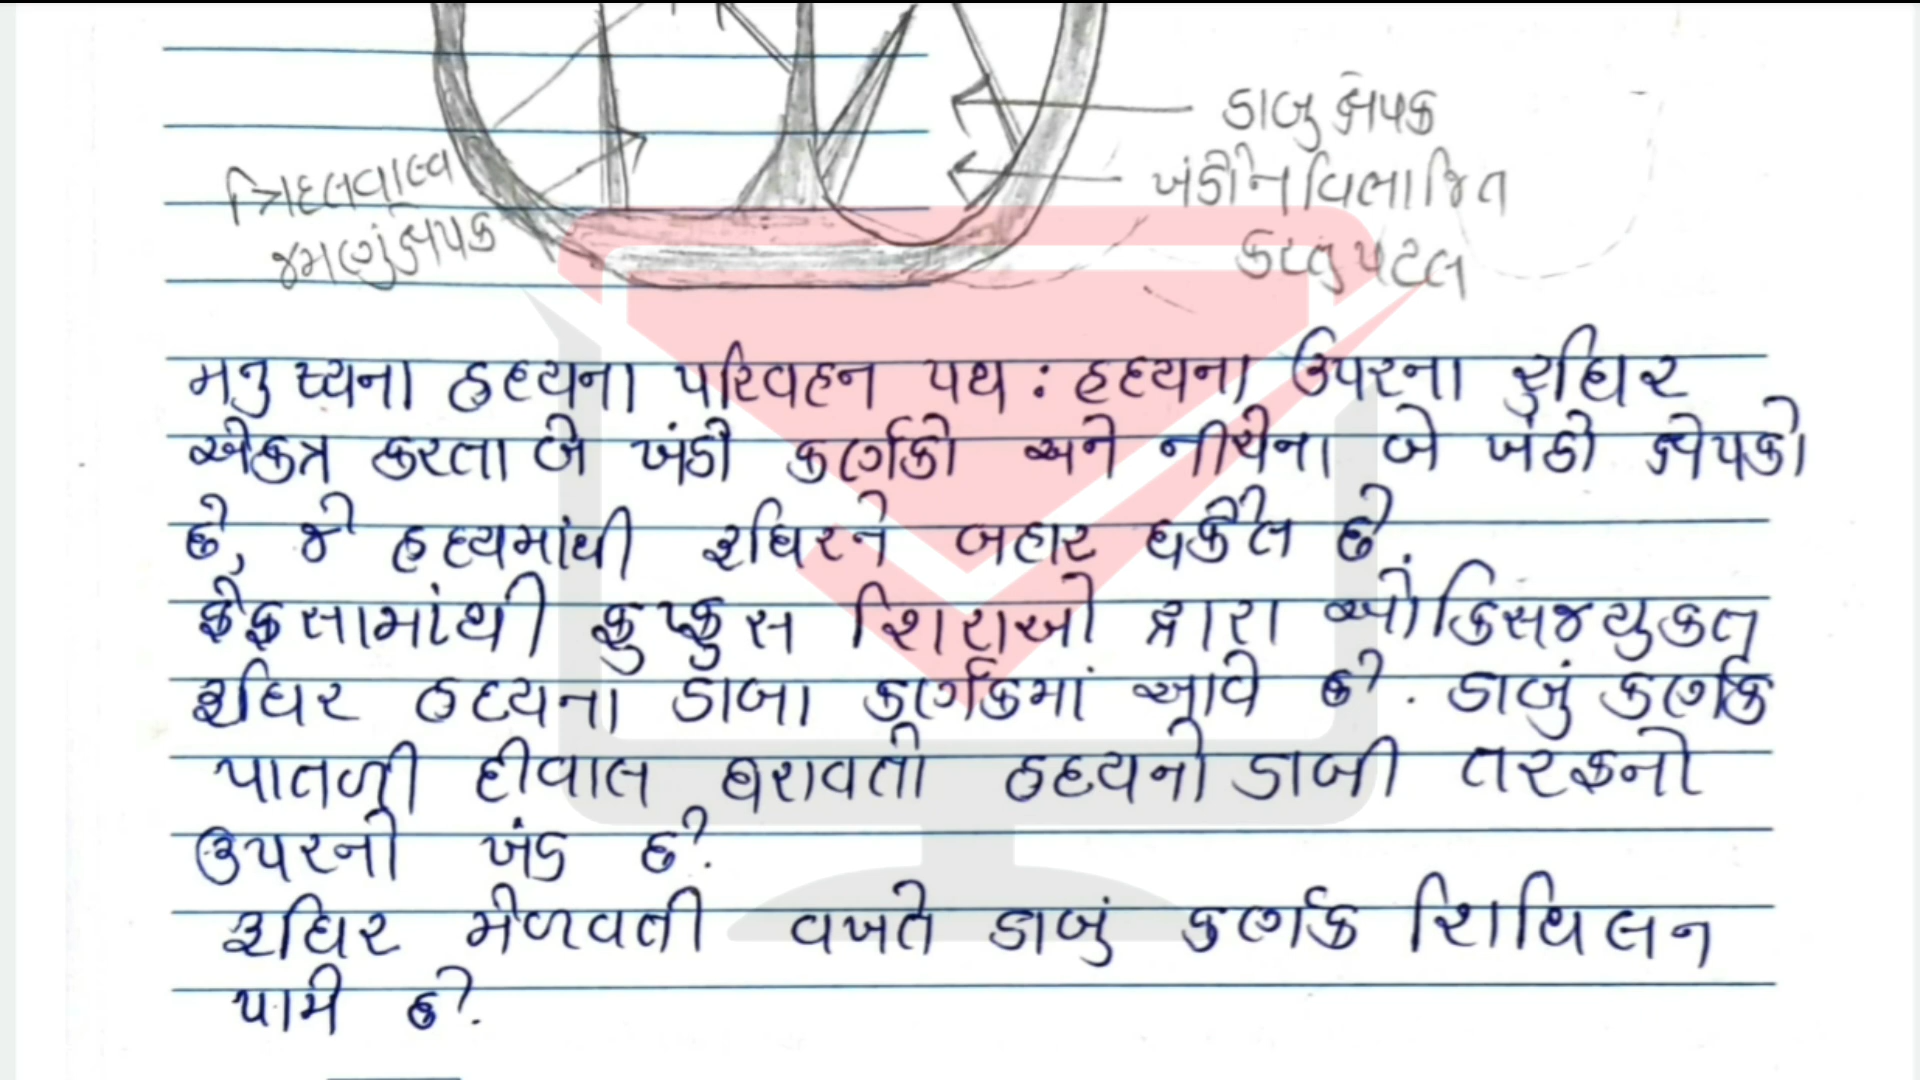 ડાબુ ક્ષેપક
ખંડોને વિભાજિત
કરતુ પટલ
ત્રિદલવાલ્વ
જમણું ક્ષેપક
મનુષ્યના હૃદયના પરિવહન પથ : હૃદયના ઉપરના રુધિર
એકત્ર કરતા બે ખંડો કર્ણકો અને નીચેના બે ખંડો ક્ષેપકો
છે, જે હૃદયમાંથી રુધિરને બહાર ધકેલે છે.
ફેફસામાંથી ફુપ્ફુસ શિરાઓ દ્વારા ઓક્સિજયુક્ત
રુધિર હૃદયના ડાબા કર્ણકમાં આવે છે. ડાબું કર્ણક
પાતળી દીવાલ ધરાવતો હૃદયનો ડાબી તરફનો
ઉપરનો ખંડ છે.
રુધિર મેળવતી વખતે ડાબું કર્ણક શિથિલન
પામે છે.